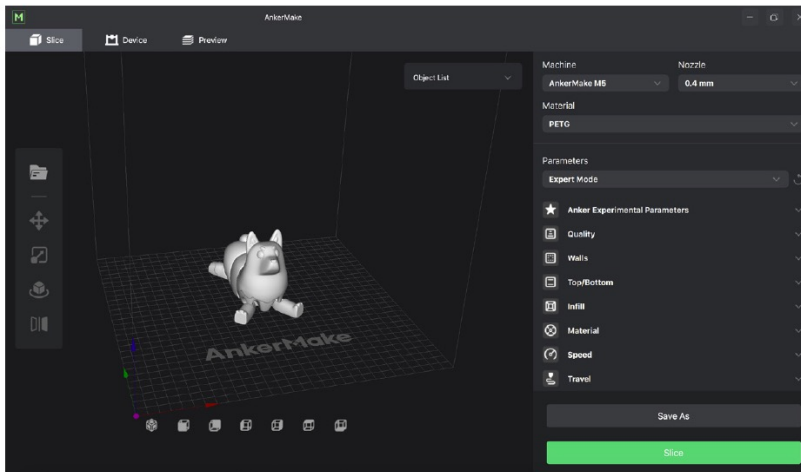 M
AnkerMake
Slice
Device
Preview
Object List
Machine
Nozzle
AnkerMake M5
0.4 mm
Material
PETG
Parameters
Expert Mode
Anker Experimental Parameters
Quality
Walls
Top/Bottom
Infill
Material
Speed
Travel
AnkerMake
Save As
Slice